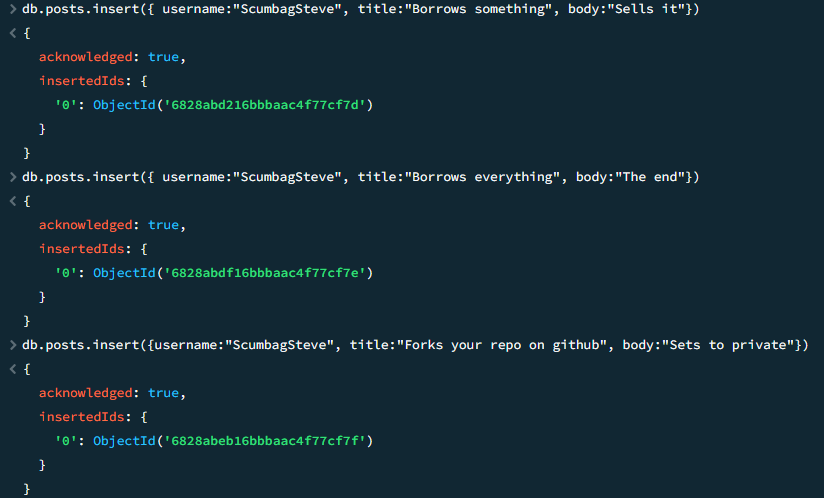 > db.posts.insert({ username:"ScumbagSteve", title:"Borrows something", body:"Sells it"})
< {
acknowledged: true,
insertedIds: {
'0': ObjectId('6828abd216bbbaac4f77cf7d')
}
}
> db.posts.insert({ username:"ScumbagSteve", title:"Borrows everything", body:"The end"})
< {
acknowledged: true,
insertedIds: {
'0': ObjectId('6828abdf16bbbaac4f77cf7e')
}
}
> db.posts.insert({username:"ScumbagSteve", title:"Forks your repo on github", body:"Sets to private"})
< {
acknowledged: true,
insertedIds: {
'0': ObjectId('6828abeb16bbbaac4f77cf7f')
}
}